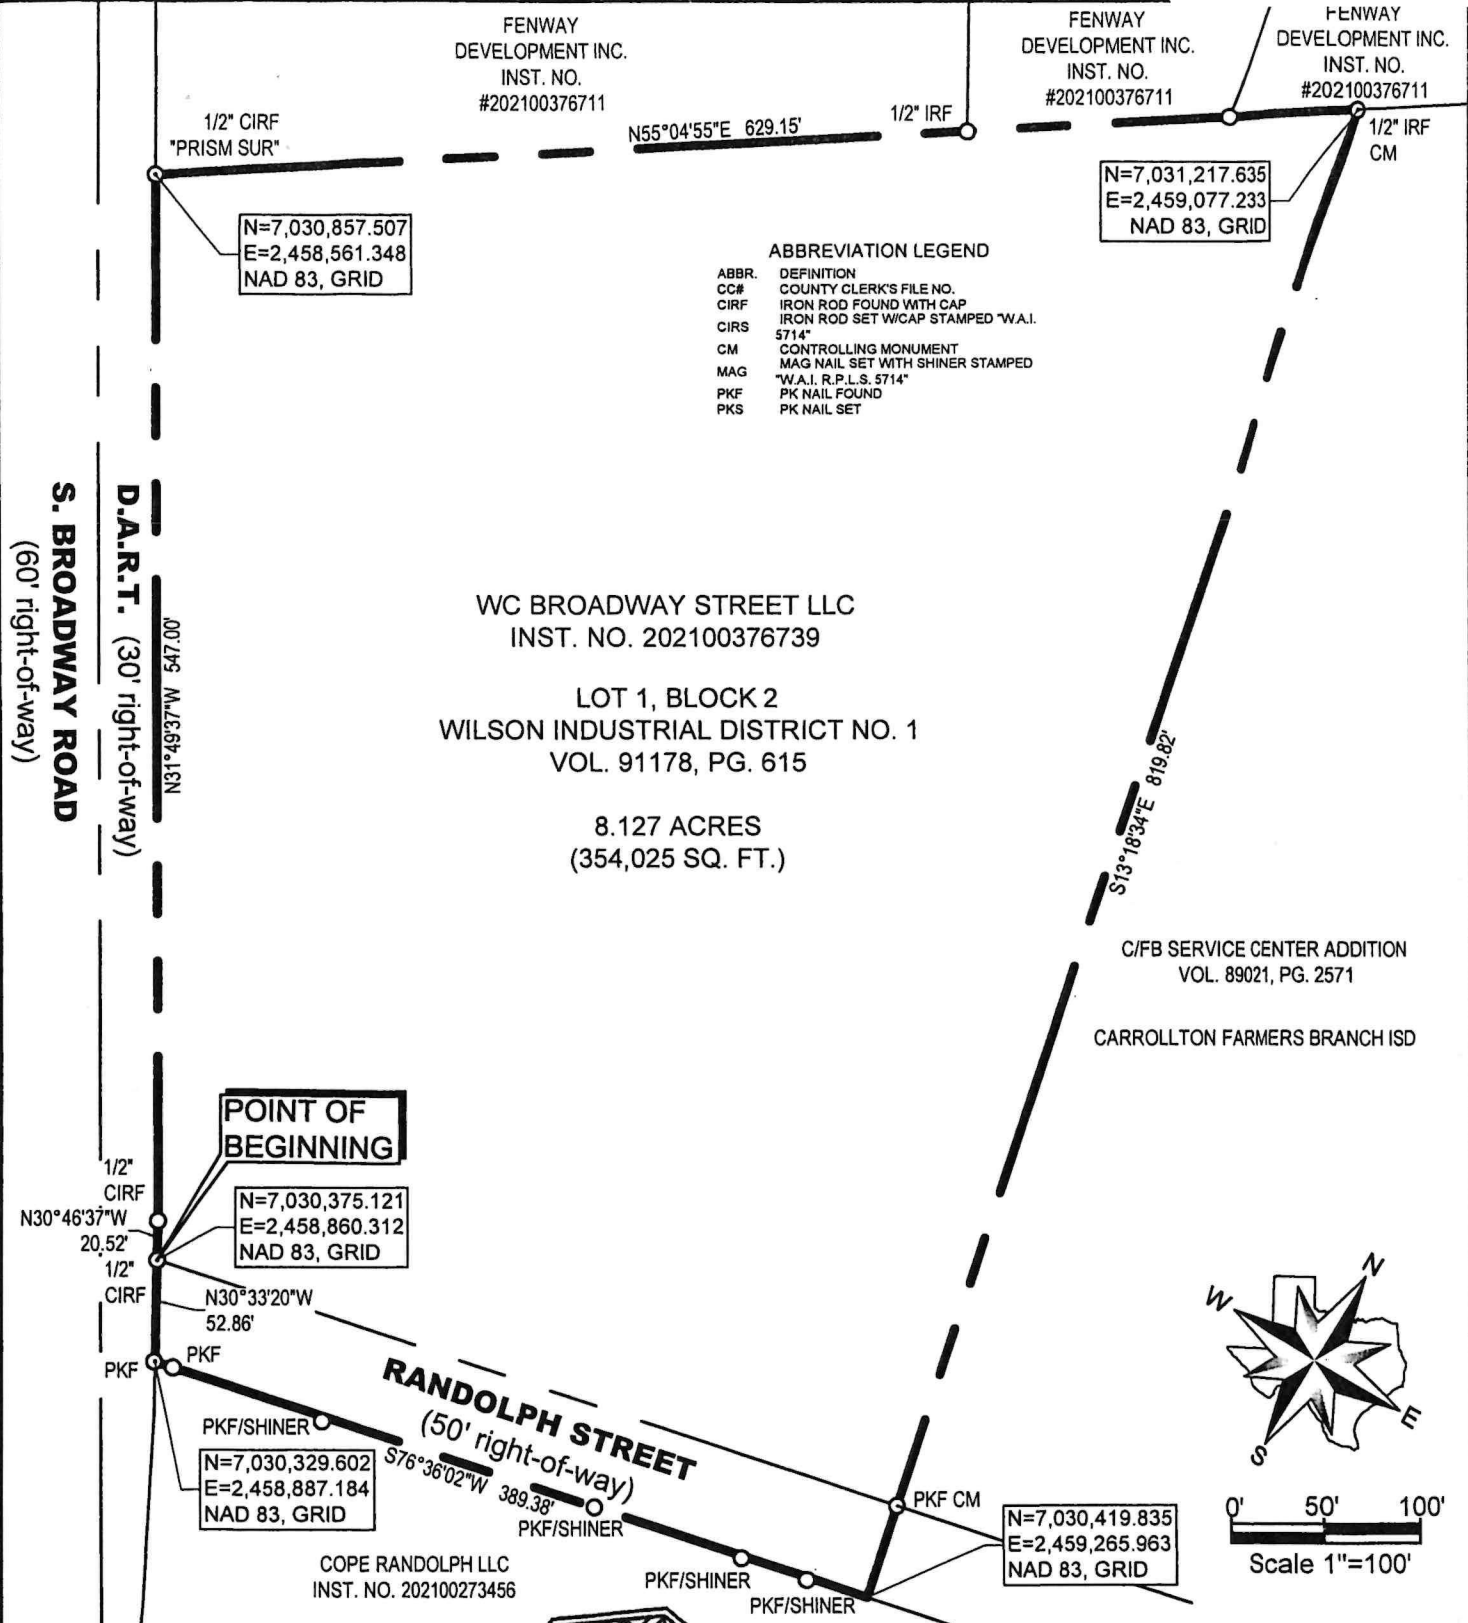 FENWAY
DEVELOPMENT INC.
INST. NO.
#202100376711
FENWAY
DEVELOPMENT INC.
INST. NO.
#202100376711
FENWAY
DEVELOPMENT INC.
INST. NO.
#202100376711
1/2" CIRF
"PRISM SUR"
N55°04'55"E 629.15'
1/2" IRF
1/2" IRF
CM
N=7,030,857.507
E=2,458,561.348
NAD 83, GRID
N=7,031,217.635
E=2,459,077.233
NAD 83, GRID
ABBREVIATION LEGEND
ABBR. DEFINITION
CC# COUNTY CLERK'S FILE NO.
CIRF IRON ROD FOUND WITH CAP
CIRS IRON ROD SET W/CAP STAMPED "W.A.I.
5714"
CM CONTROLLING MONUMENT
MAG MAG NAIL SET WITH SHINER STAMPED
"W.A.I. R.P.L.S. 5714"
PKF PK NAIL FOUND
PKS PK NAIL SET
S. BROADWAY ROAD
(60' right-of-way)
D.A.R.T. (30' right-of-way)
N31°49'37"W 547.00'
WC BROADWAY STREET LLC
INST. NO. 202100376739
LOT 1, BLOCK 2
WILSON INDUSTRIAL DISTRICT NO. 1
VOL. 91178, PG. 615
8.127 ACRES
(354,025 SQ. FT.)
S13°18'34"E 819.82'
C/FB SERVICE CENTER ADDITION
VOL. 89021, PG. 2571
CARROLLTON FARMERS BRANCH ISD
POINT OF
BEGINNING
1/2"
CIRF
N30°46'37"W
20.52'
1/2"
CIRF
N=7,030,375.121
E=2,458,860.312
NAD 83, GRID
N30°33'20"W
52.86'
PKF
PKF
RANDOLPH STREET
(50' right-of-way)
PKF/SHINER
S76°36'02"W 389.38'
PKF/SHINER
N=7,030,329.602
E=2,458,887.184
NAD 83, GRID
COPE RANDOLPH LLC
INST. NO. 202100273456
PKF/SHINER
PKF/SHINER
PKF CM
N=7,030,419.835
E=2,459,265.963
NAD 83, GRID
N
W
E
S
0' 50' 100'
Scale 1"=100'